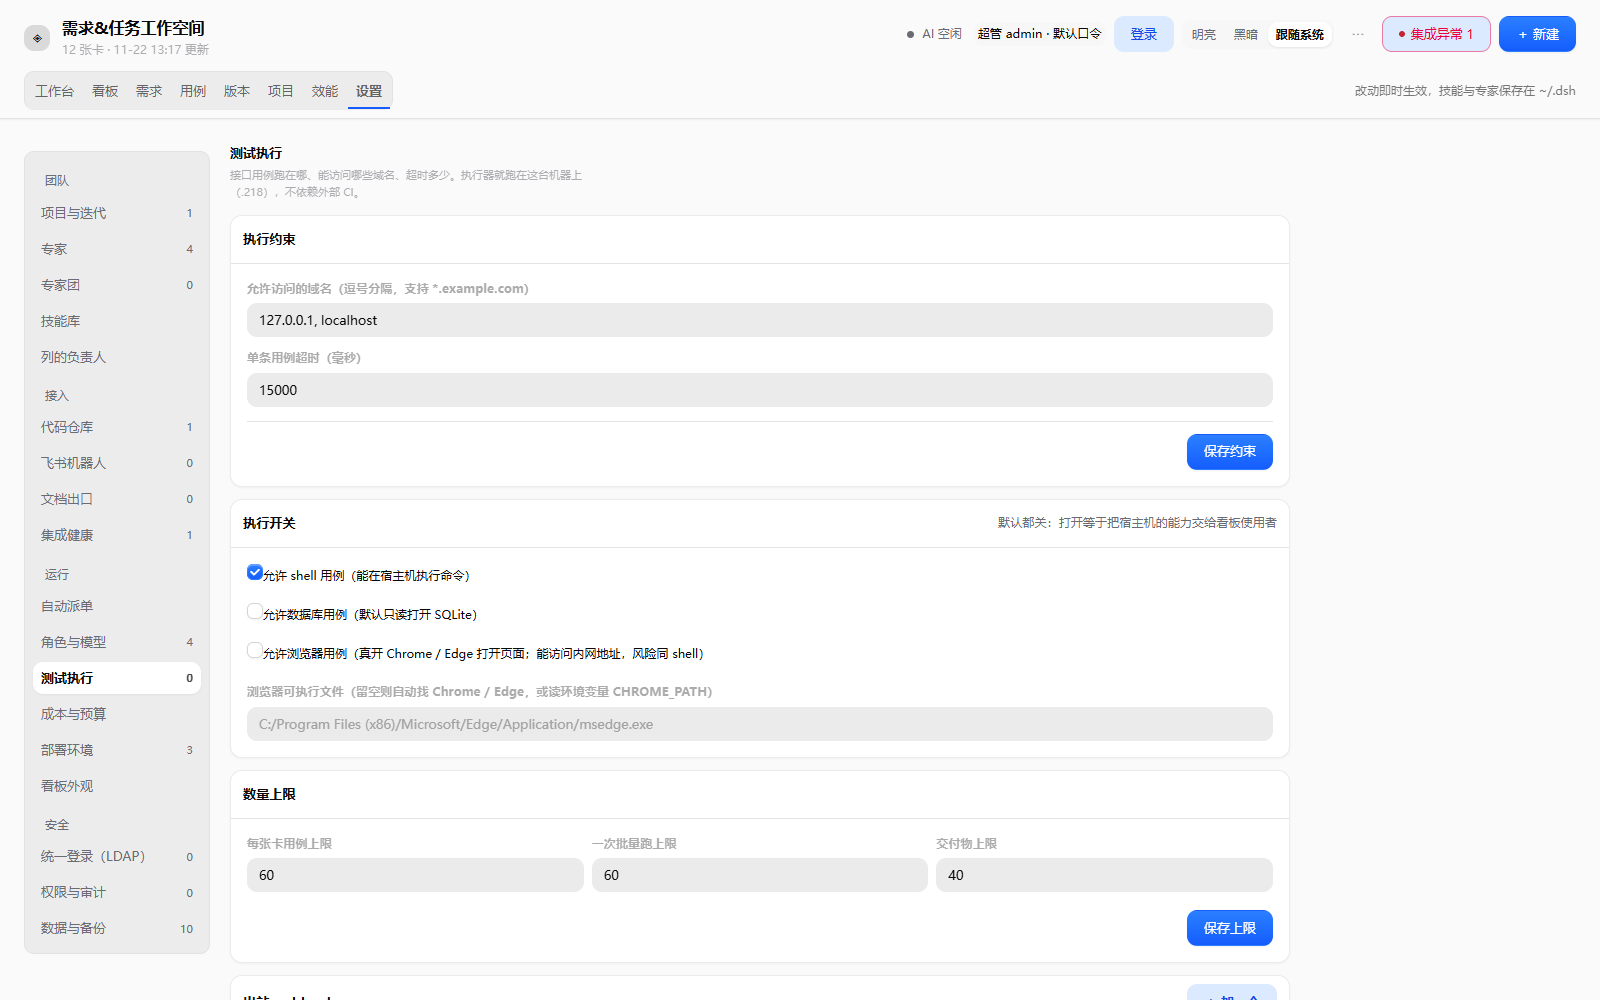 需求&任务工作空间
12 张卡 · 11-22 13:17 更新
AI 空闲
超管 admin · 默认口令
登录
明亮
黑暗
跟随系统
···
集成异常 1
+ 新建
工作台
看板
需求
用例
版本
项目
效能
设置
改动即时生效，技能与专家保存在 ~/.dsh
团队
项目与迭代 1
专家 4
专家团 0
技能库
列的负责人
接入
代码仓库 1
飞书机器人 0
文档出口 0
集成健康 1
运行
自动派单
角色与模型 4
测试执行 0
成本与预算
部署环境 3
看板外观
安全
统一登录（LDAP） 0
权限与审计 0
数据与备份 10
测试执行
接口用例跑在哪、能访问哪些域名、超时多少。执行器就跑在这台机器上
（.218），不依赖外部 CI。
执行约束
允许访问的域名（逗号分隔，支持 *.example.com）
127.0.0.1, localhost
单条用例超时（毫秒）
15000
保存约束
执行开关
默认都关：打开等于把宿主机的能力交给看板使用者
允许 shell 用例（能在宿主机执行命令）
允许数据库用例（默认只读打开 SQLite）
允许浏览器用例（真开 Chrome / Edge 打开页面；能访问内网地址，风险同 shell）
浏览器可执行文件（留空则自动找 Chrome / Edge，或读环境变量 CHROME_PATH）
C:/Program Files (x86)/Microsoft/Edge/Application/msedge.exe
数量上限
每张卡用例上限
一次批量跑上限
交付物上限
60
60
40
保存上限